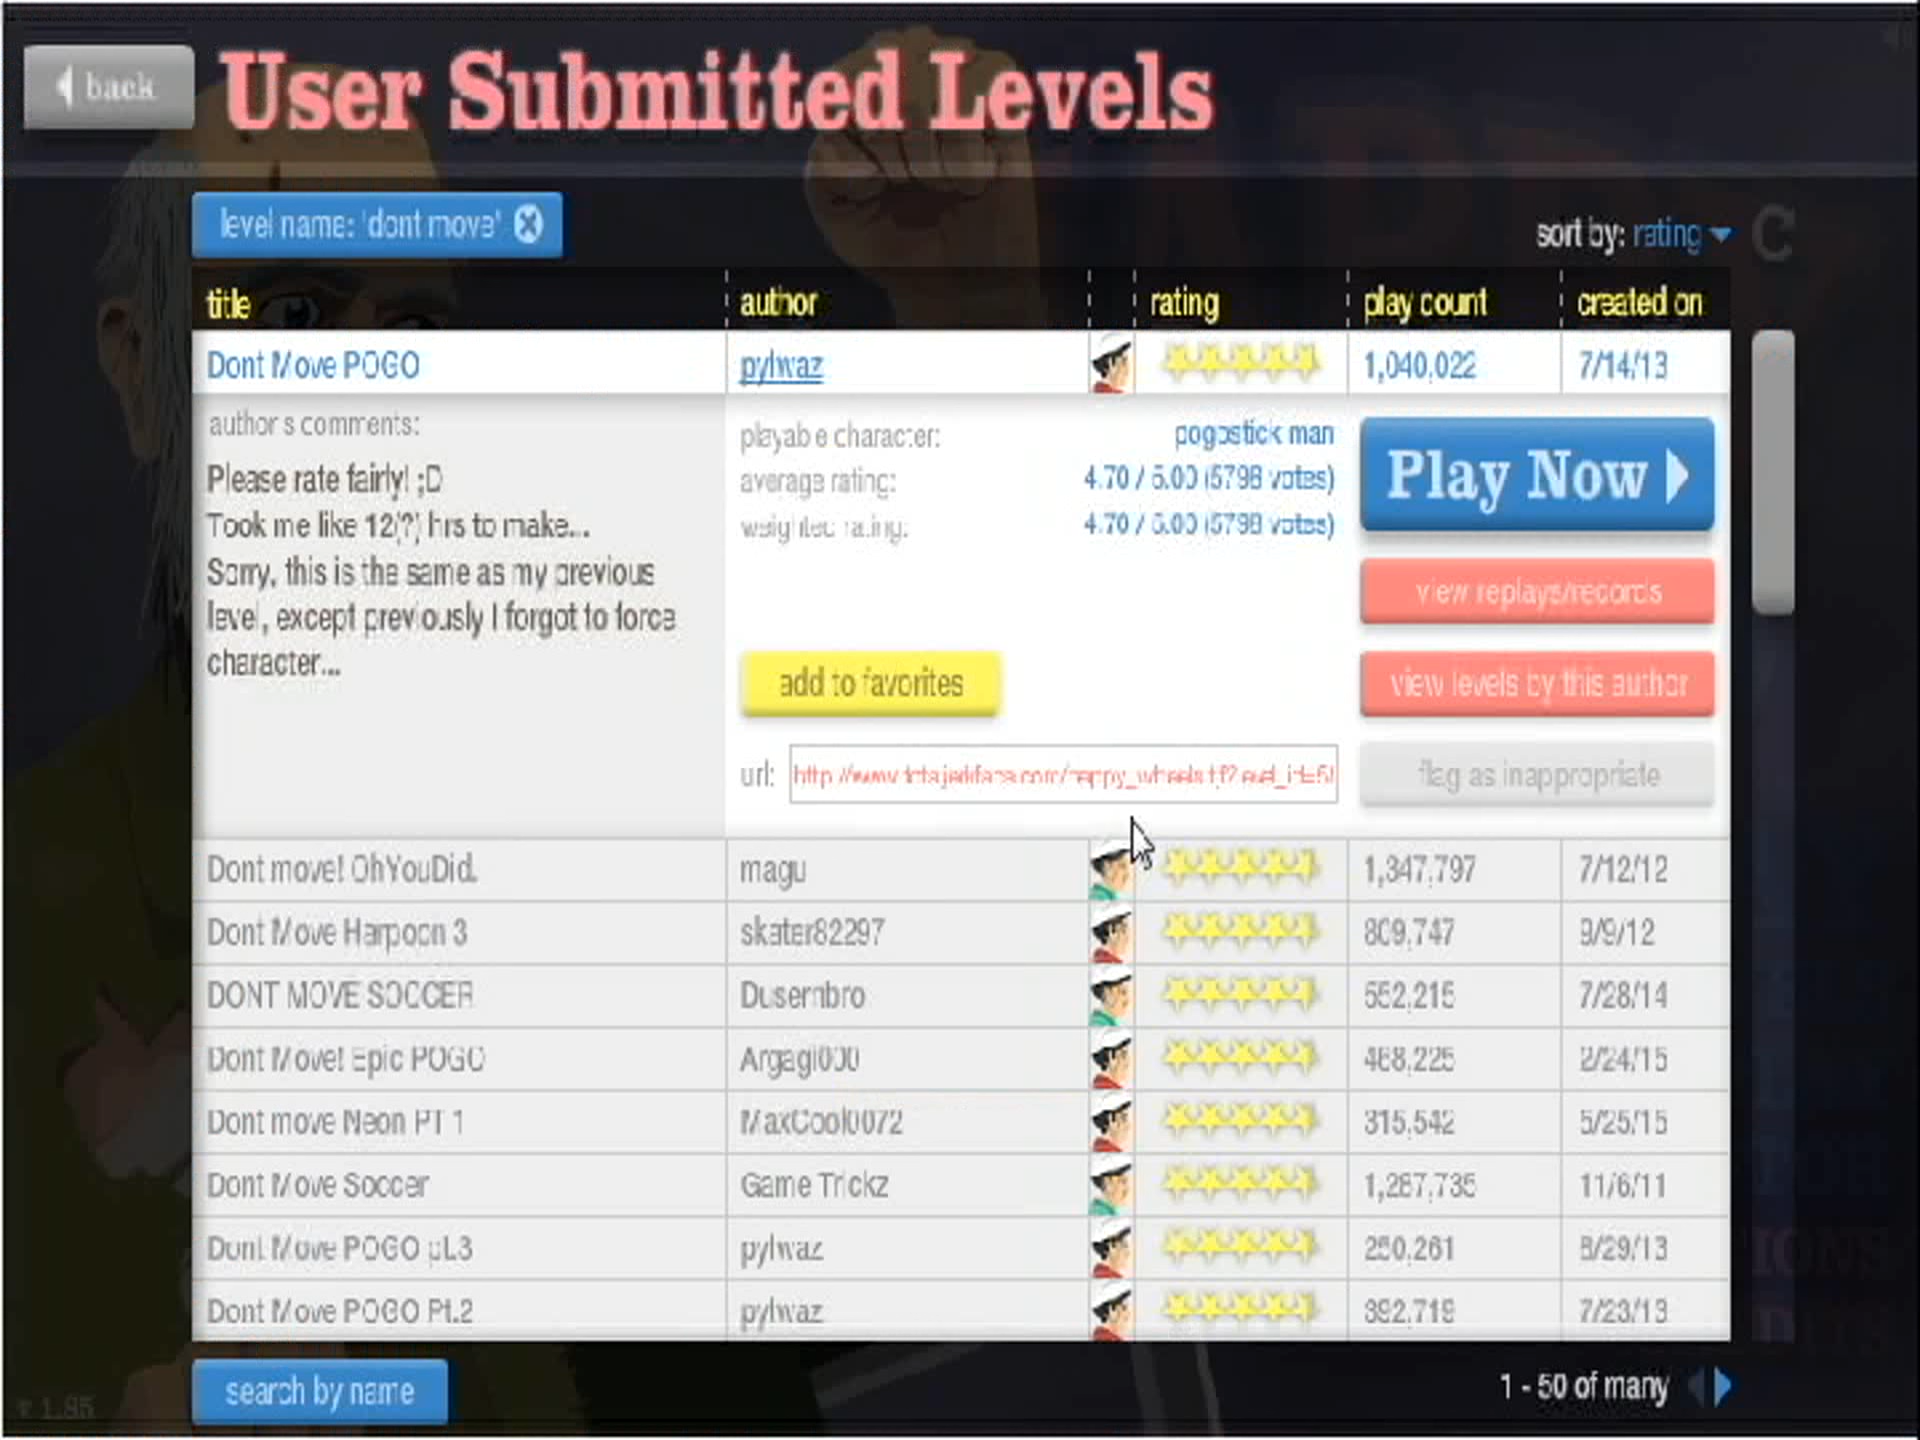 back
User Submitted Levels
level name: 'dont move'
sort by: rating
title author rating play count created on
Dont Move POGO pylwaz 1,040,022 7/14/13
author's comments:
Please rate fairly! ;D
Took me like 12(?) hrs to make...
Sorry, this is the same as my previous
level, except previously I forgot to force
character...
playable character: pogostick man
average rating: 4.70 / 5.00 (5798 votes)
weighted rating: 4.70 / 5.00 (5798 votes)
add to favorites
url:
Play Now
view replays/records
view levels by this author
flag as inappropriate
Dont move! OhYouDid. magu 1,347,797 7/12/12
Dont Move Harpoon 3 skater82297 809,747 9/9/12
DONT MOVE SOCCER 552,215 7/28/14
Dont Move! Epic POGO 468,225 2/24/15
Dont move Neon PT 1 MaxCool0072 315,542 5/25/15
Dont Move Soccer Game Trickz 1,287,735 11/6/11
Dont Move POGO pt.3 pylwaz 250,261 8/29/13
Dont Move POGO Pt.2 pylwaz 392,719 7/23/13
search by name
1 - 50 of many
v 1.85